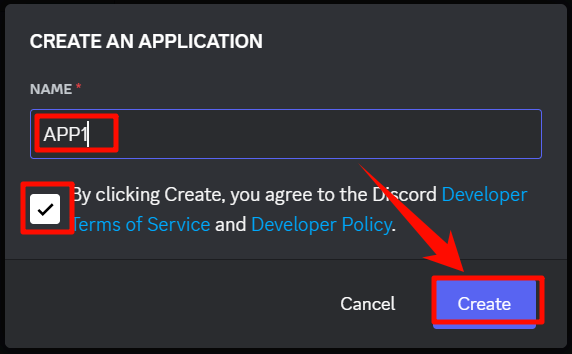 CREATE AN APPLICATION
NAME *
APP1
By clicking Create, you agree to the Discord Developer
Terms of Service and Developer Policy.
Cancel Create